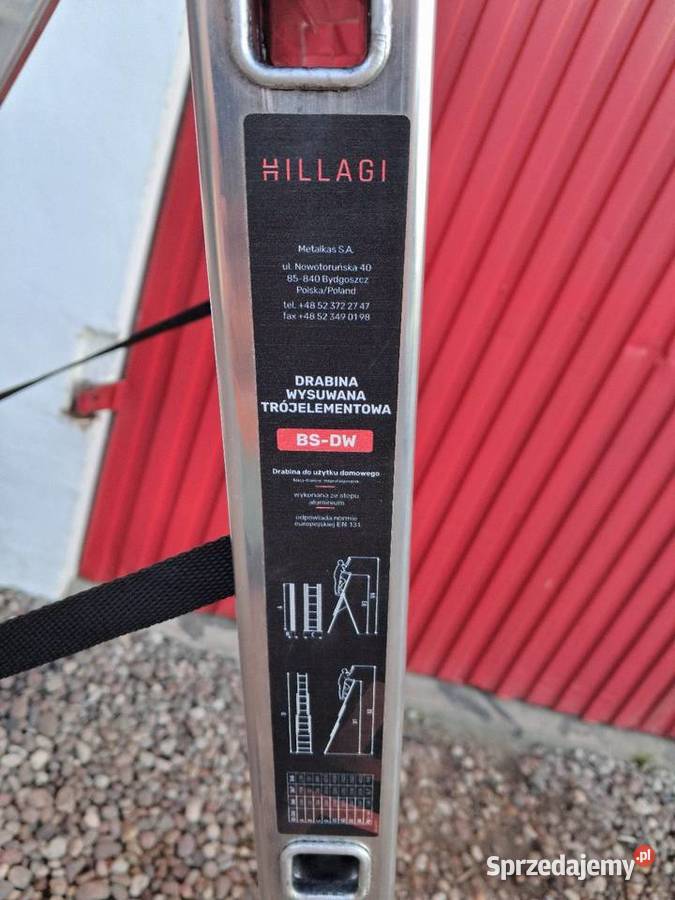 HILLAGI
Metalkas S.A.
ul. Nowotoruńska 40
85-840 Bydgoszcz
Polska/Poland
tel. +48 52 372 27 47
fax +48 52 349 01 98
DRABINA
WYSUWANA
TRÓJELEMENTOWA
BS-DW
Drabina do użytku domowego
wykonana ze stopu
aluminium
odpowiada normie
europejskiej EN 131
Sprzedajemy.pl